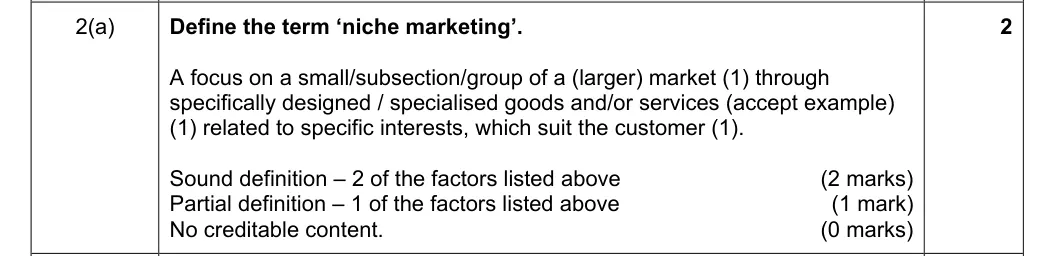 2(a) Define the term ‘niche marketing’. 2
A focus on a small/subsection/group of a (larger) market (1) through
specifically designed / specialised goods and/or services (accept example)
(1) related to specific interests, which suit the customer (1).
Sound definition – 2 of the factors listed above (2 marks)
Partial definition – 1 of the factors listed above (1 mark)
No creditable content. (0 marks)